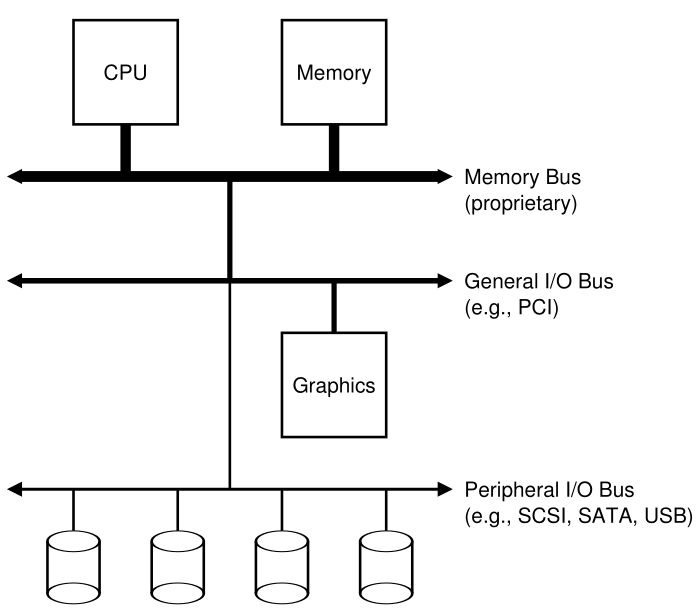 CPU
Memory
Memory Bus
(proprietary)
General I/O Bus
(e.g., PCI)
Graphics
Peripheral I/O Bus
(e.g., SCSI, SATA, USB)